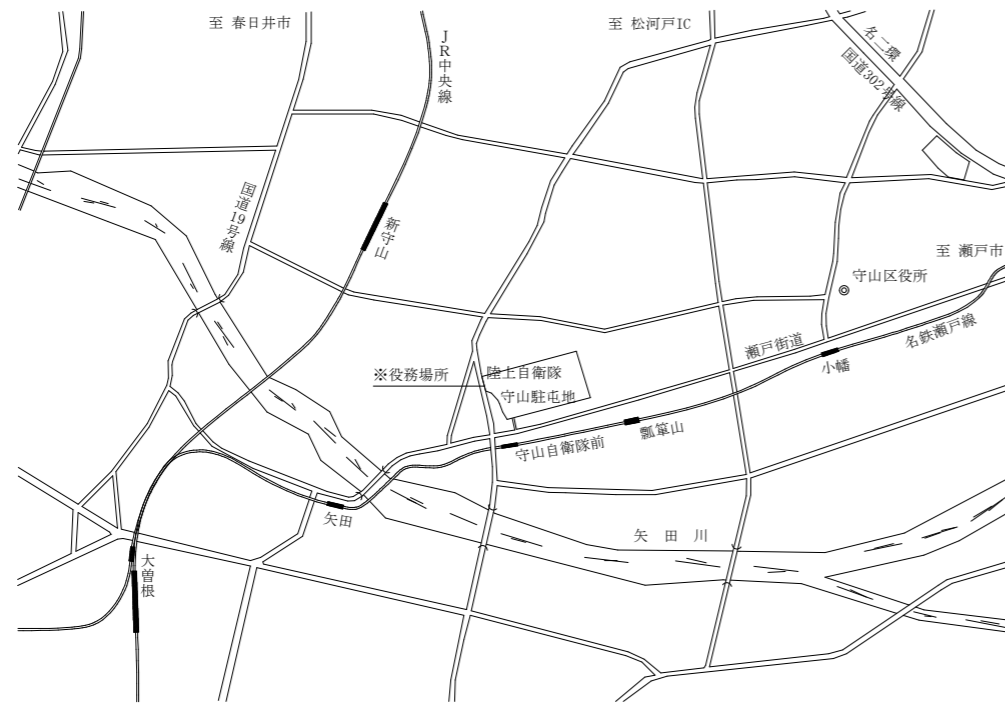 至 春日井市
至 松河戸IC
JR中央線
名二環
国道302号線
国道19号線
新守山
至 瀬戸市
守山区役所
瀬戸街道
名鉄瀬戸線
小幡
※役務場所
陸上自衛隊
守山駐屯地
瓢箪山
守山自衛隊前
矢田
矢 田 川
大曽根